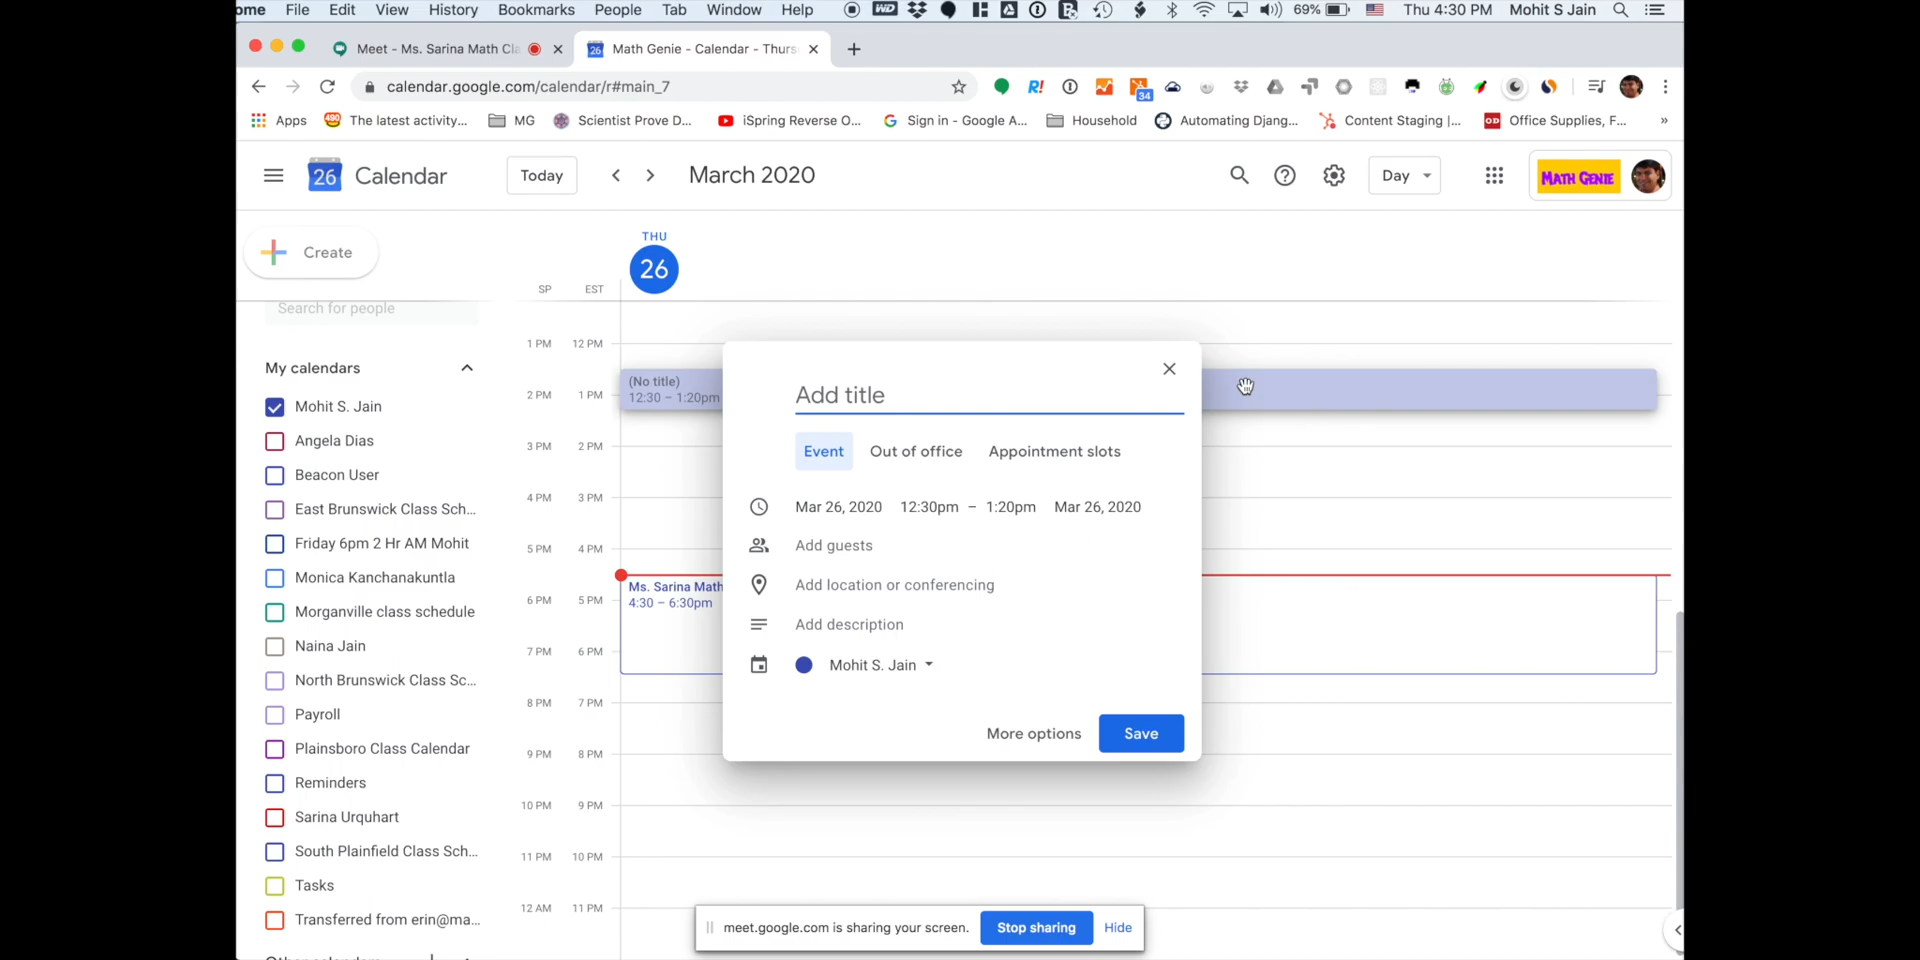 ome File Edit View History Bookmarks People Tab Window Help 69% Thu 4:30 PM Mohit S Jain
Meet - Ms. Sarina Math Cla
26 Math Genie - Calendar - Thurs
calendar.google.com/calendar/r#main_7
34
Apps
490 The latest activity...
MG
Scientist Prove D...
iSpring Reverse O...
Sign in - Google A...
Household
Automating Djang...
Content Staging |...
OD Office Supplies, F...
»
26 Calendar
Today
March 2020
Day
MATH GENIE
Create
THU
26
SP EST
Search for people
My calendars
Mohit S. Jain
Angela Dias
Beacon User
East Brunswick Class Sch...
Friday 6pm 2 Hr AM Mohit
Monica Kanchanakuntla
Morganville class schedule
Naina Jain
North Brunswick Class Sc...
Payroll
Plainsboro Class Calendar
Reminders
Sarina Urquhart
South Plainfield Class Sch...
Tasks
Transferred from erin@ma...
1 PM 12 PM
2 PM 1 PM
3 PM 2 PM
4 PM 3 PM
5 PM 4 PM
6 PM 5 PM
7 PM 6 PM
8 PM 7 PM
9 PM 8 PM
10 PM 9 PM
11 PM 10 PM
12 AM 11 PM
(No title)
12:30 – 1:20pm
Ms. Sarina Math
4:30 – 6:30pm
Add title
Event Out of office Appointment slots
Mar 26, 2020 12:30pm – 1:20pm Mar 26, 2020
Add guests
Add location or conferencing
Add description
Mohit S. Jain
More options Save
meet.google.com is sharing your screen. Stop sharing Hide